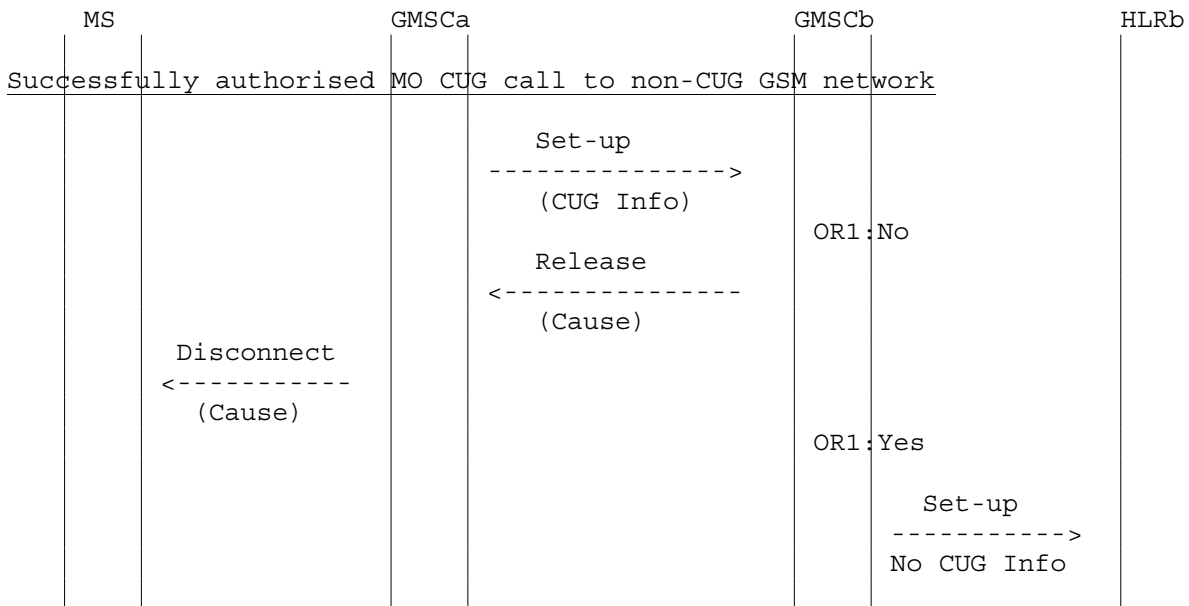 MS GMSCa GMSCb HLRb
Successfully authorised MO CUG call to non-CUG GSM network
Set-up
--------------->
(CUG Info)
OR1:No
Release
<---------------
(Cause)
Disconnect
<-----------
(Cause)
OR1:Yes
Set-up
----------->
No CUG Info